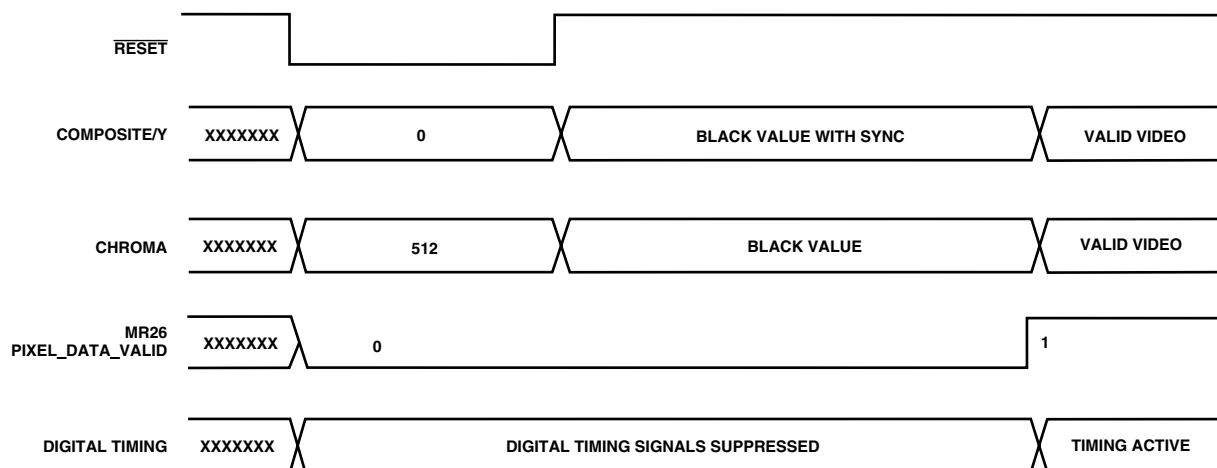 RESET
COMPOSITE/Y XXXXXXX 0 BLACK VALUE WITH SYNC VALID VIDEO
CHROMA XXXXXXX 512 BLACK VALUE VALID VIDEO
MR26
PIXEL_DATA_VALID XXXXXXX 0 1
DIGITAL TIMING XXXXXXX DIGITAL TIMING SIGNALS SUPPRESSED TIMING ACTIVE